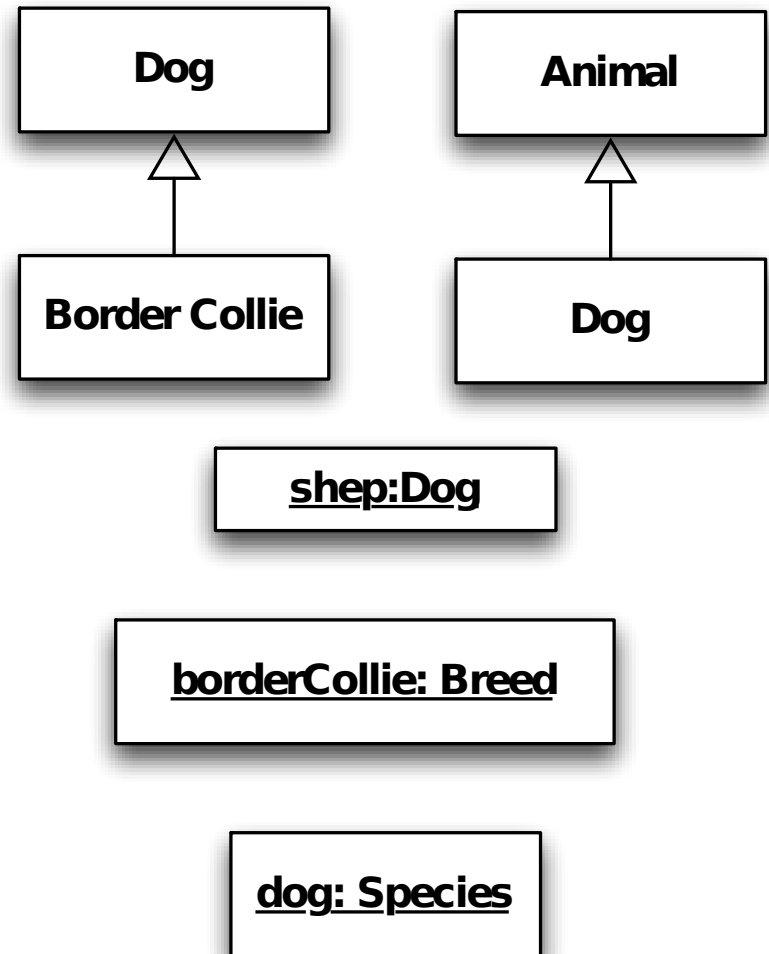 Dog
Animal
Border Collie
Dog
shep:Dog
borderCollie: Breed
dog: Species